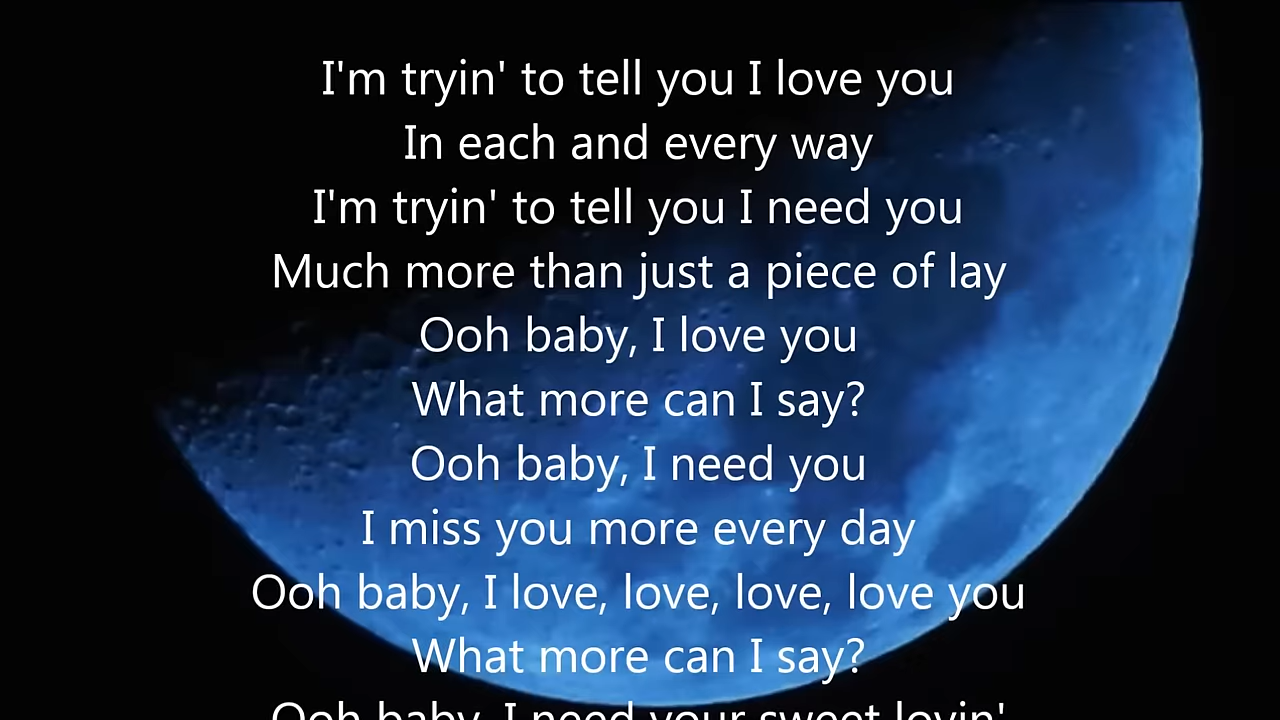 I'm tryin' to tell you I love you
In each and every way
I'm tryin' to tell you I need you
Much more than just a piece of lay
Ooh baby, I love you
What more can I say?
Ooh baby, I need you
I miss you more every day
Ooh baby, I love, love, love, love you
What more can I say?
Ooh baby, I need your sweet lovin'